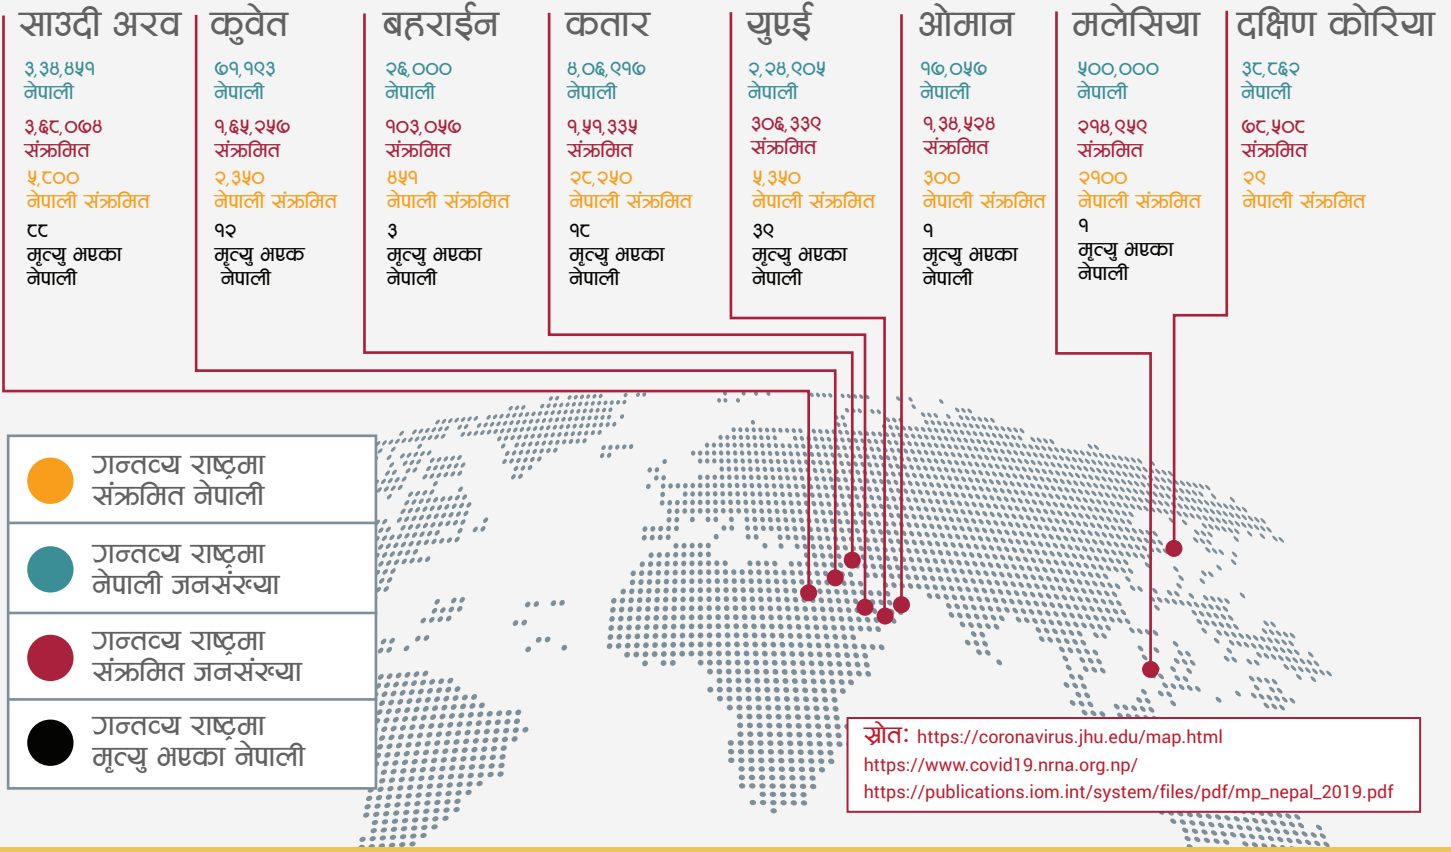 साउदी अरव
३,३४,४५१
नेपाली
३,६८,०७४
संक्रमित
५,८००
नेपाली संक्रमित
८८
मृत्यु भएका
नेपाली
कुवेत
७१,१९३
नेपाली
१,६५,२५७
संक्रमित
२,३५०
नेपाली संक्रमित
१२
मृत्यु भएक
नेपाली
बहराईन
२६,०००
नेपाली
१०३,०५७
संक्रमित
४५१
नेपाली संक्रमित
३
मृत्यु भएका
नेपाली
कतार
४,०६,९१७
नेपाली
१,५१,३३५
संक्रमित
२८,२५०
नेपाली संक्रमित
१८
मृत्यु भएका
नेपाली
युएई
२,२४,९०५
नेपाली
३०६,३३९
संक्रमित
५,३५०
नेपाली संक्रमित
३९
मृत्यु भएका
नेपाली
ओमान
१७,०५७
नेपाली
१,३४,५२४
संक्रमित
३००
नेपाली संक्रमित
१
मृत्यु भएका
नेपाली
मलेसिया
५००,०००
नेपाली
२१४,९५९
संक्रमित
२१००
नेपाली संक्रमित
१
मृत्यु भएका
नेपाली
दक्षिण कोरिया
३८,८६२
नेपाली
७८,५०८
संक्रमित
२९
नेपाली संक्रमित
गन्तव्य राष्ट्रमा
संक्रमित नेपाली
गन्तव्य राष्ट्रमा
नेपाली जनसंख्या
गन्तव्य राष्ट्रमा
संक्रमित जनसंख्या
गन्तव्य राष्ट्रमा
मृत्यु भएका नेपाली
स्रोत: https://coronavirus.jhu.edu/map.html
https://www.covid19.nrna.org.np/
https://publications.iom.int/system/files/pdf/mp_nepal_2019.pdf